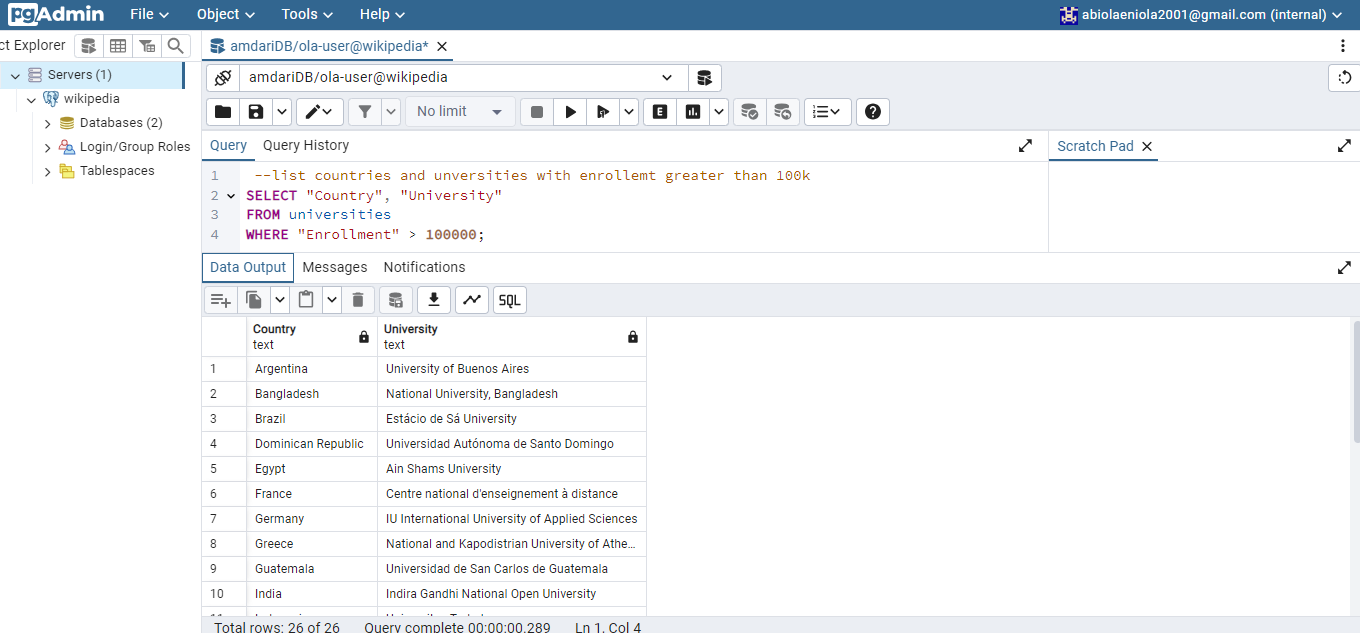 pgAdmin File Object Tools Help abiolaeniola2001@gmail.com (internal)
ct Explorer
amdariDB/ola-user@wikipedia*
Servers (1)
wikipedia
Databases (2)
Login/Group Roles
Tablespaces
amdariDB/ola-user@wikipedia
No limit
E
Query Query History
Scratch Pad
1 --list countries and unversities with enrollemt greater than 100k
2 SELECT "Country", "University"
3 FROM universities
4 WHERE "Enrollment" > 100000;
Data Output Messages Notifications
SQL
Country University
text text
1 Argentina University of Buenos Aires
2 Bangladesh National University, Bangladesh
3 Brazil Estácio de Sá University
4 Dominican Republic Universidad Autónoma de Santo Domingo
5 Egypt Ain Shams University
6 France Centre national d'enseignement à distance
7 Germany IU International University of Applied Sciences
8 Greece National and Kapodistrian University of Athe…
9 Guatemala Universidad de San Carlos de Guatemala
10 India Indira Gandhi National Open University
Total rows: 26 of 26 Query complete 00:00:00.289 Ln 1, Col 4